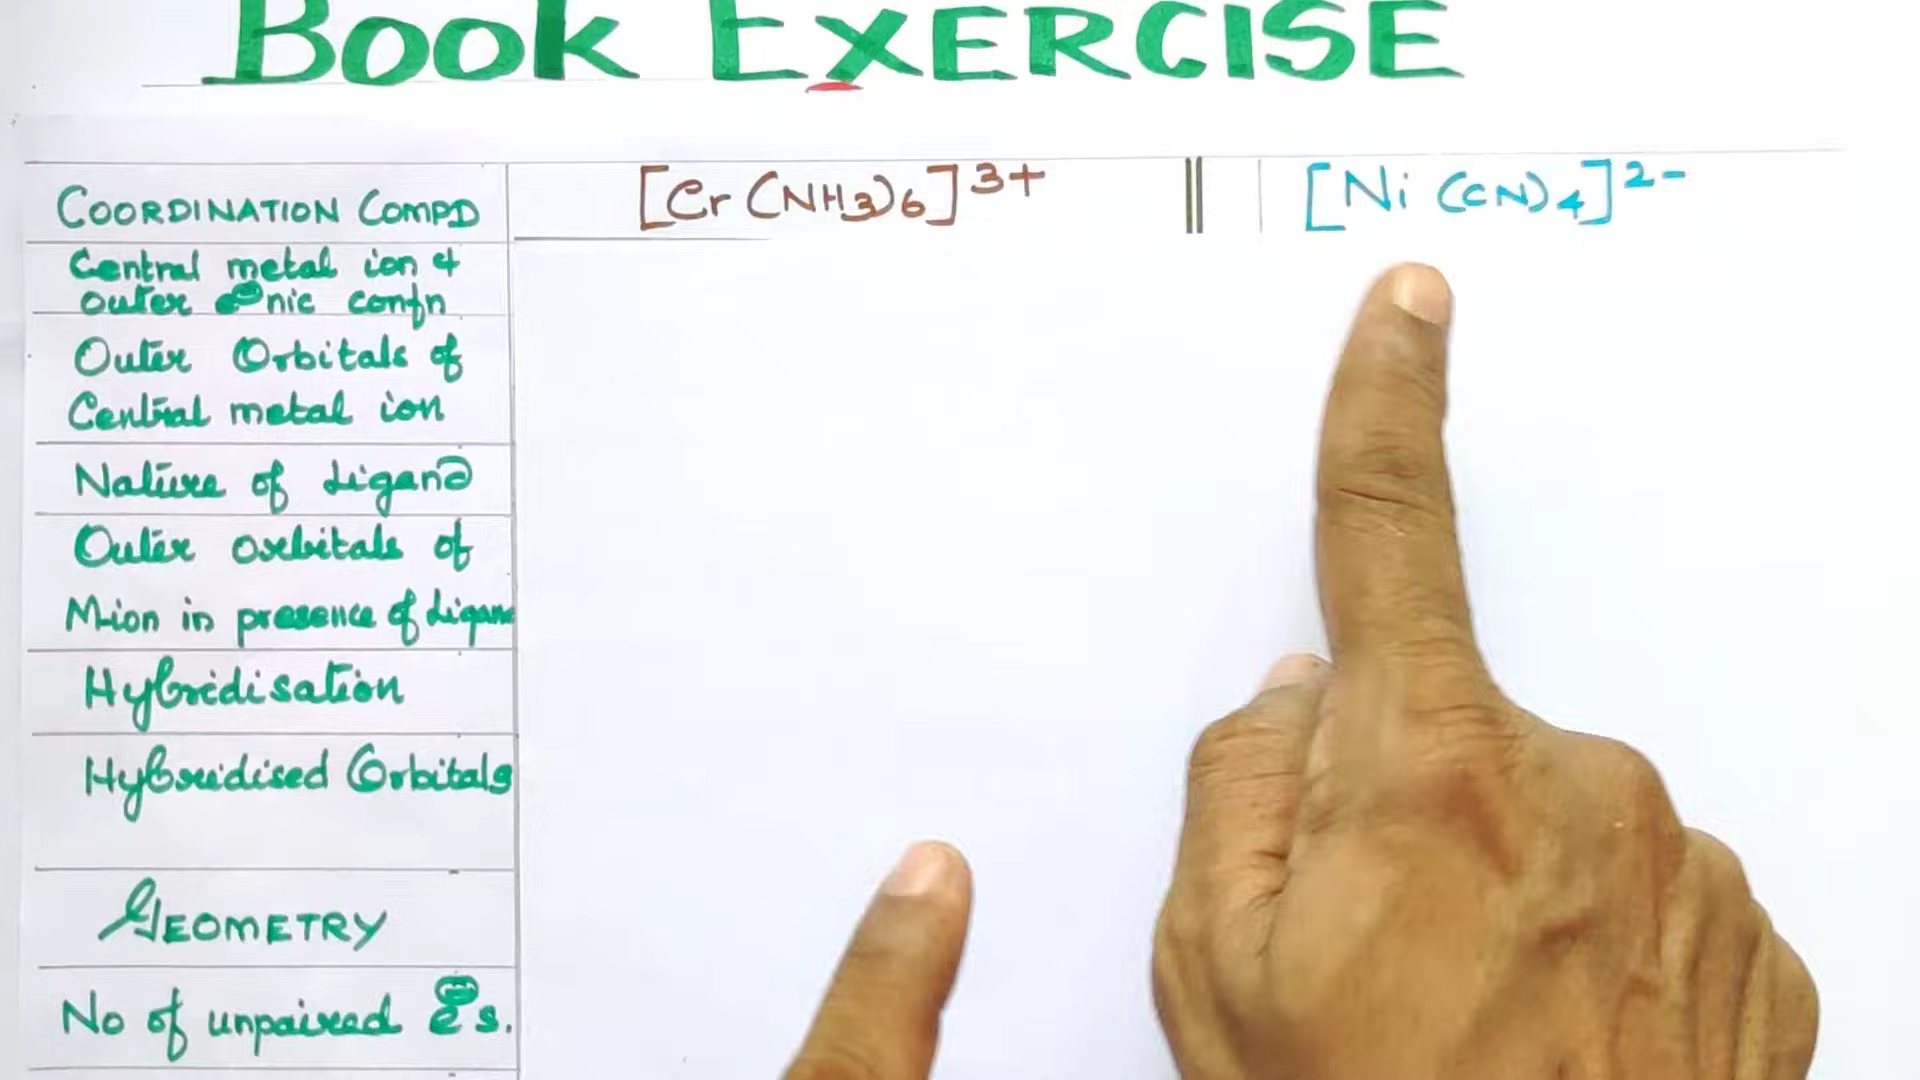 BOOK EXERCISE
COORDINATION COMPD
[Cr(NH3)6]3+
[Ni(CN)4]2-
Central metal ion &
outer e⊖nic confn
Outer Orbitals of
Central metal ion
Nature of Ligand
Outer orbitals of
M-ion in presence of Ligand
Hybridisation
Hybridised Orbitals
GEOMETRY
No of unpaired e⊖s.